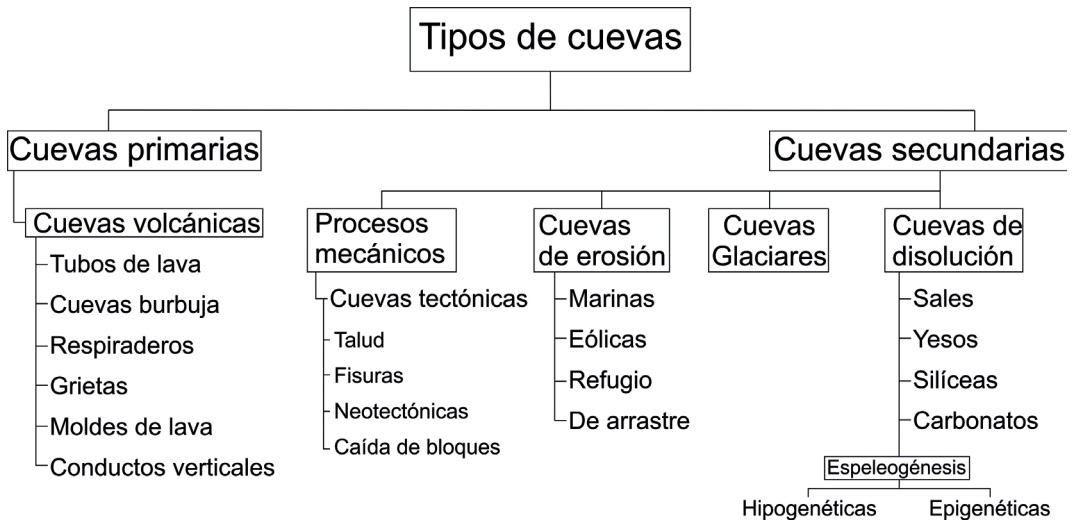 Tipos de cuevas
Cuevas primarias
Cuevas secundarias
Cuevas volcánicas
Tubos de lava
Cuevas burbuja
Respiraderos
Grietas
Moldes de lava
Conductos verticales
Procesos
mecánicos
Cuevas tectónicas
Talud
Fisuras
Neotectónicas
Caída de bloques
Cuevas
de erosión
Marinas
Eólicas
Refugio
De arrastre
Cuevas
Glaciares
Cuevas de
disolución
Sales
Yesos
Silíceas
Carbonatos
Espeleogénesis
Hipogenéticas
Epigenéticas